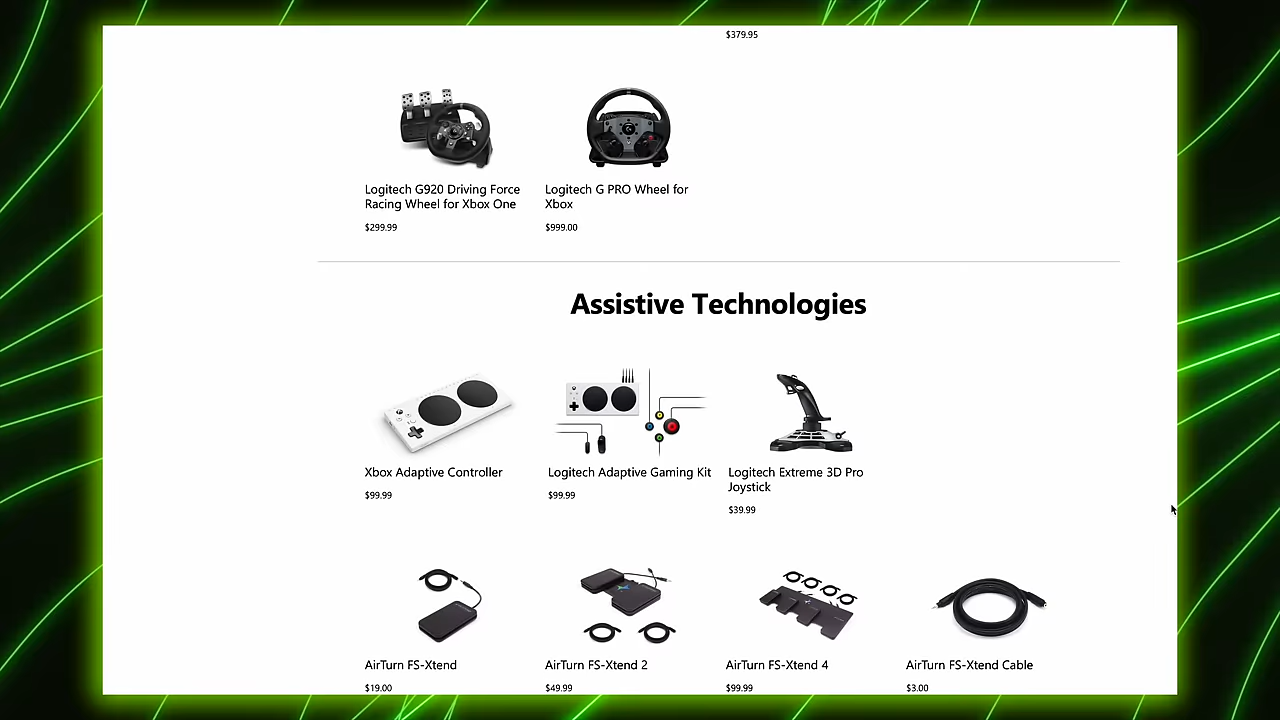 $379.95
Logitech G920 Driving Force
Racing Wheel for Xbox One
$299.99
Logitech G PRO Wheel for
Xbox
$999.00
Assistive Technologies
Xbox Adaptive Controller
$99.99
Logitech Adaptive Gaming Kit
$99.99
Logitech Extreme 3D Pro
Joystick
$39.99
AirTurn FS-Xtend
$19.00
AirTurn FS-Xtend 2
$49.99
AirTurn FS-Xtend 4
$99.99
AirTurn FS-Xtend Cable
$3.00